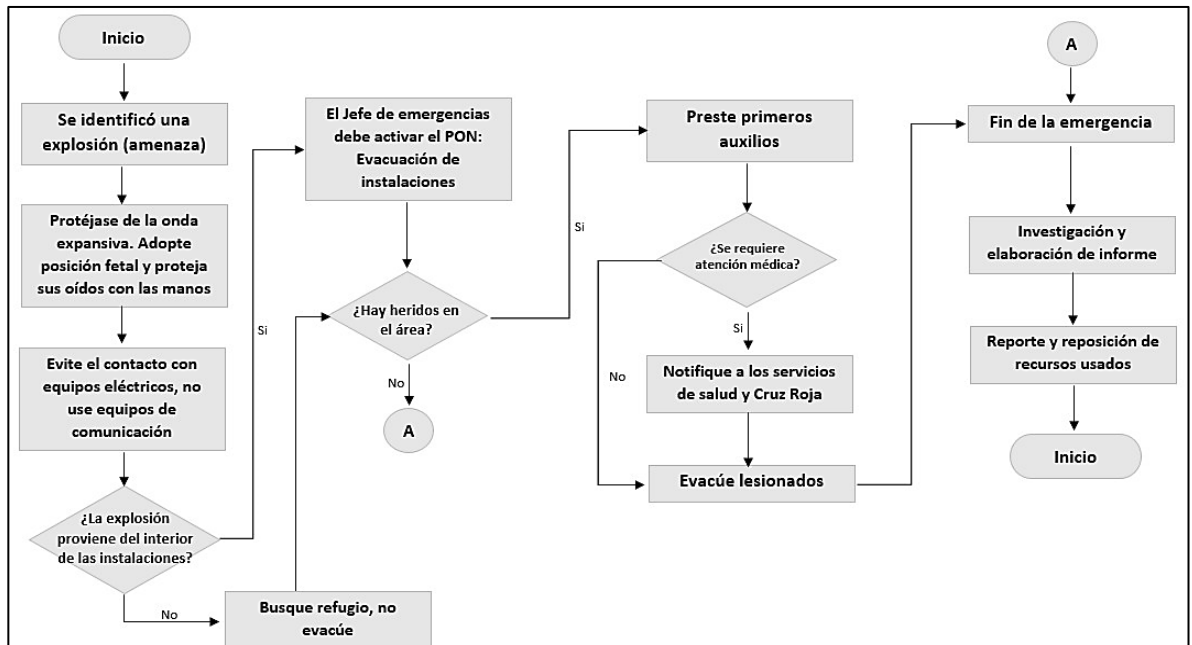 Inicio
Se identificó una
explosión (amenaza)
Protéjase de la onda
expansiva. Adopte
posición fetal y proteja
sus oídos con las manos
Evite el contacto con
equipos eléctricos, no
use equipos de
comunicación
¿La explosión
proviene del interior
de las instalaciones?
No
Busque refugio, no
evacúe
Si
El Jefe de emergencias
debe activar el PON:
Evacuación de
instalaciones
¿Hay heridos en
el área?
No
A
Si
Preste primeros
auxilios
¿Se requiere
atención médica?
Si
No
Notifique a los servicios
de salud y Cruz Roja
Evacúe lesionados
A
Fin de la emergencia
Investigación y
elaboración de informe
Reporte y reposición de
recursos usados
Inicio